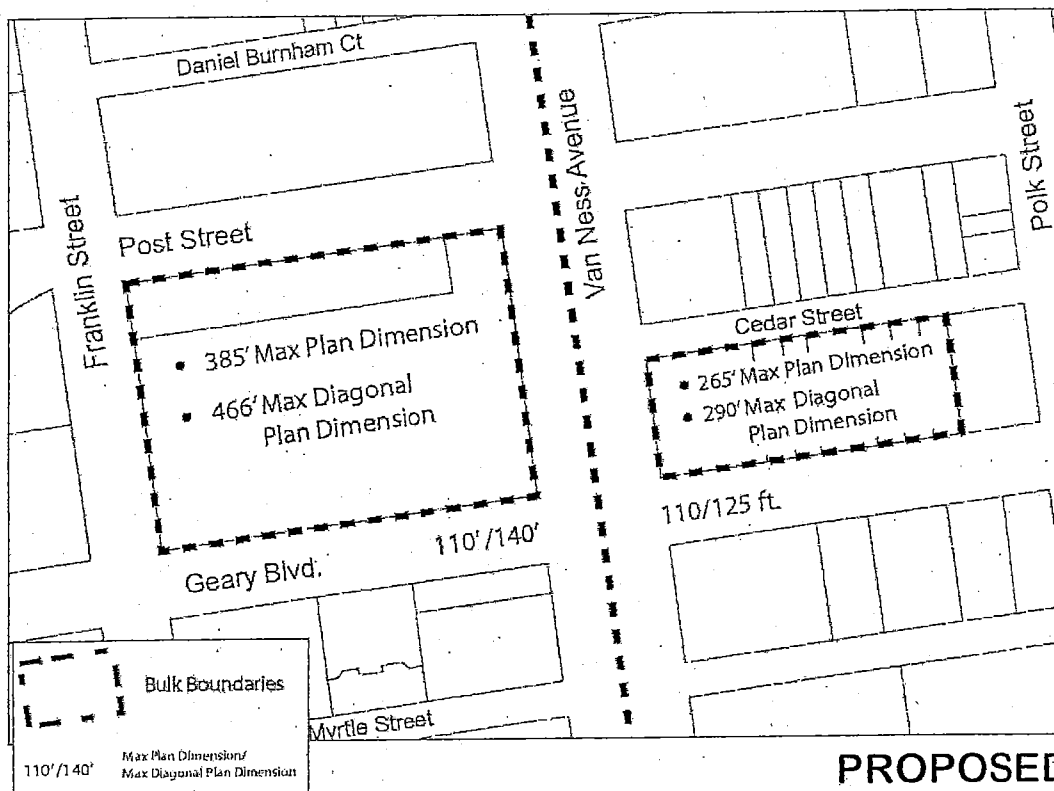 Daniel Burnham Ct
Van Ness Avenue
Polk Street
Franklin Street
Post Street
• 385' Max Plan Dimension
• 466' Max Diagonal
Plan Dimension
Cedar Street
• 265' Max Plan Dimension
• 290' Max Diagonal
Plan Dimension
110/125 ft.
110'/140'
Geary Blvd.
Bulk Boundaries
Myrtle Street
110'/140'
Max Plan Dimension/
Max Diagonal Plan Dimension
PROPOSED